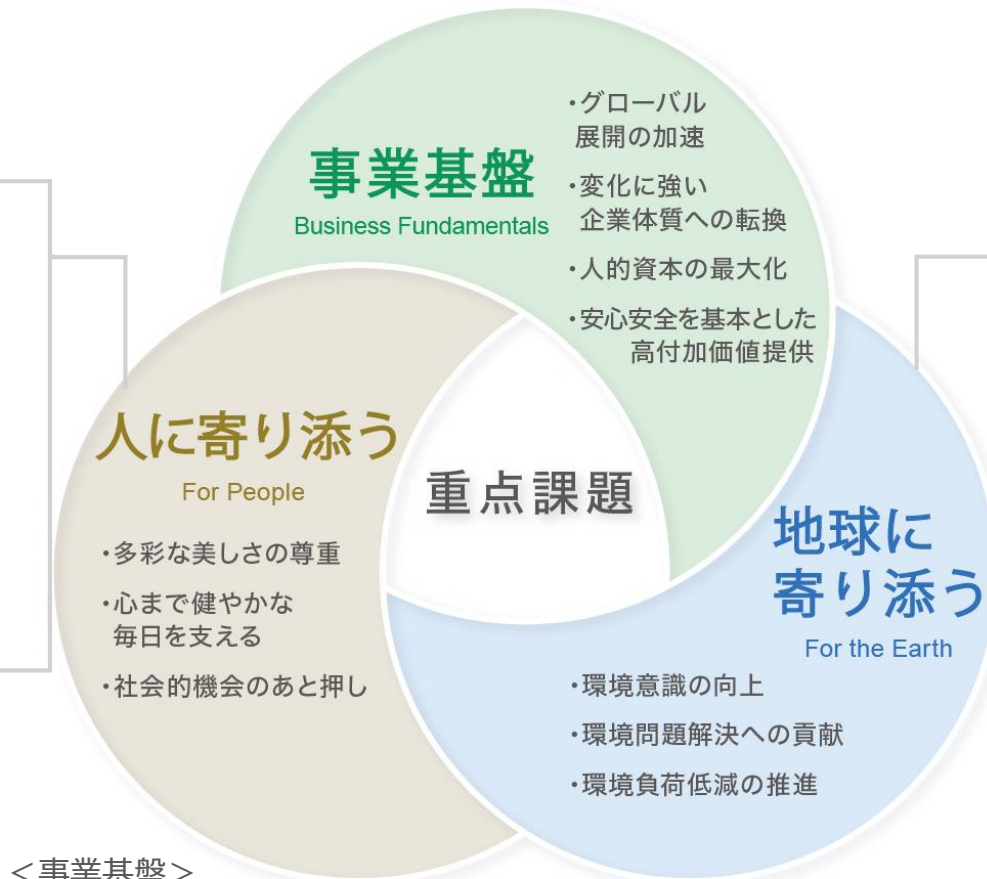 事業基盤
Business Fundamentals
・グローバル
展開の加速
・変化に強い
企業体質への転換
・人的資本の最大化
・安心安全を基本とした
高付加価値提供
人に寄り添う
For People
・多彩な美しさの尊重
・心まで健やかな
毎日を支える
・社会的機会のあと押し
重点課題
地球に
寄り添う
For the Earth
・環境意識の向上
・環境問題解決への貢献
・環境負荷低減の推進
＜事業基盤＞